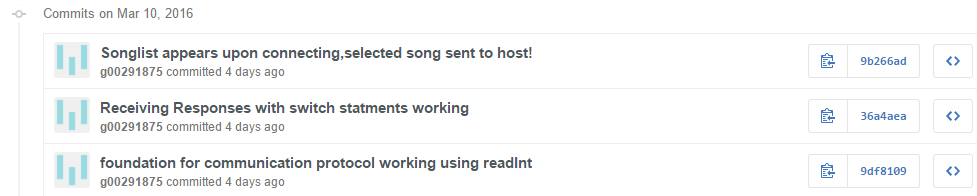 Commits on Mar 10, 2016
Songlist appears upon connecting,selected song sent to host!
g00291875 committed 4 days ago
9b266ad
Receiving Responses with switch statments working
g00291875 committed 4 days ago
36a4aea
foundation for communication protocol working using readInt
g00291875 committed 4 days ago
9df8109